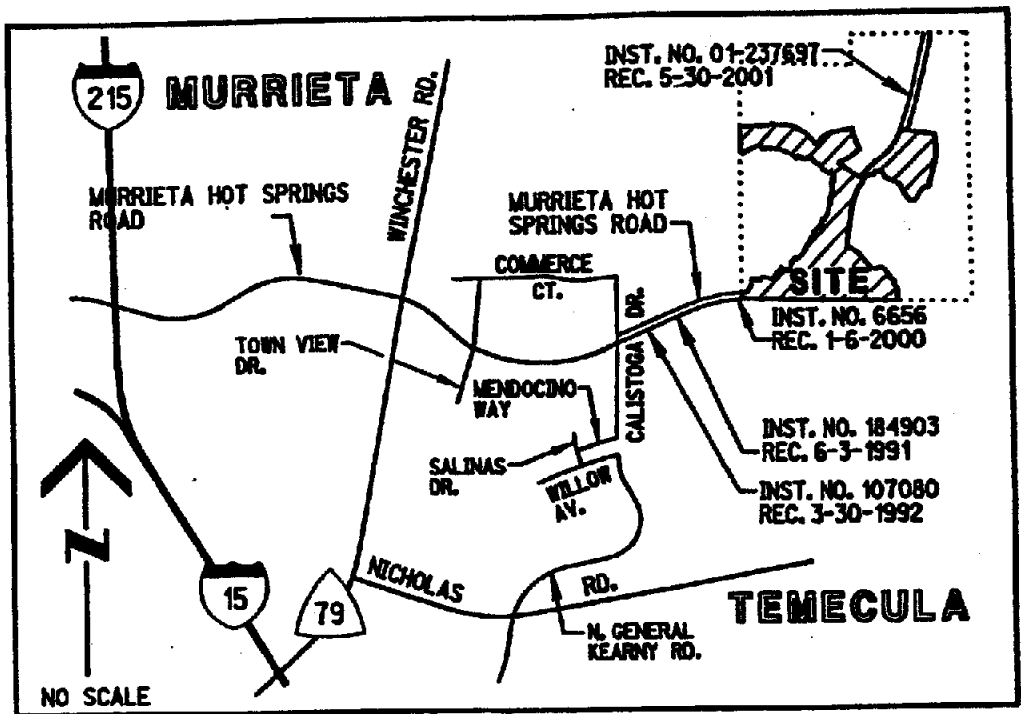 INST. NO. 01-237697
REC. 5-30-2001
215
MURRIETA
WINCHESTER RD.
MURRIETA HOT SPRINGS
ROAD
MURRIETA HOT
SPRINGS ROAD
COMMERCE
CT.
SITE
CALISTOGA DR.
INST. NO. 6656
REC. 1-6-2000
TOWN VIEW
DR.
MENDOCINO
WAY
INST. NO. 184903
REC. 6-3-1991
SALINAS
DR.
WILLOW
AV.
INST. NO. 107080
REC. 3-30-1992
N
NICHOLAS RD.
15
79
TEMECULA
N. GENERAL
KEARNY RD.
NO SCALE